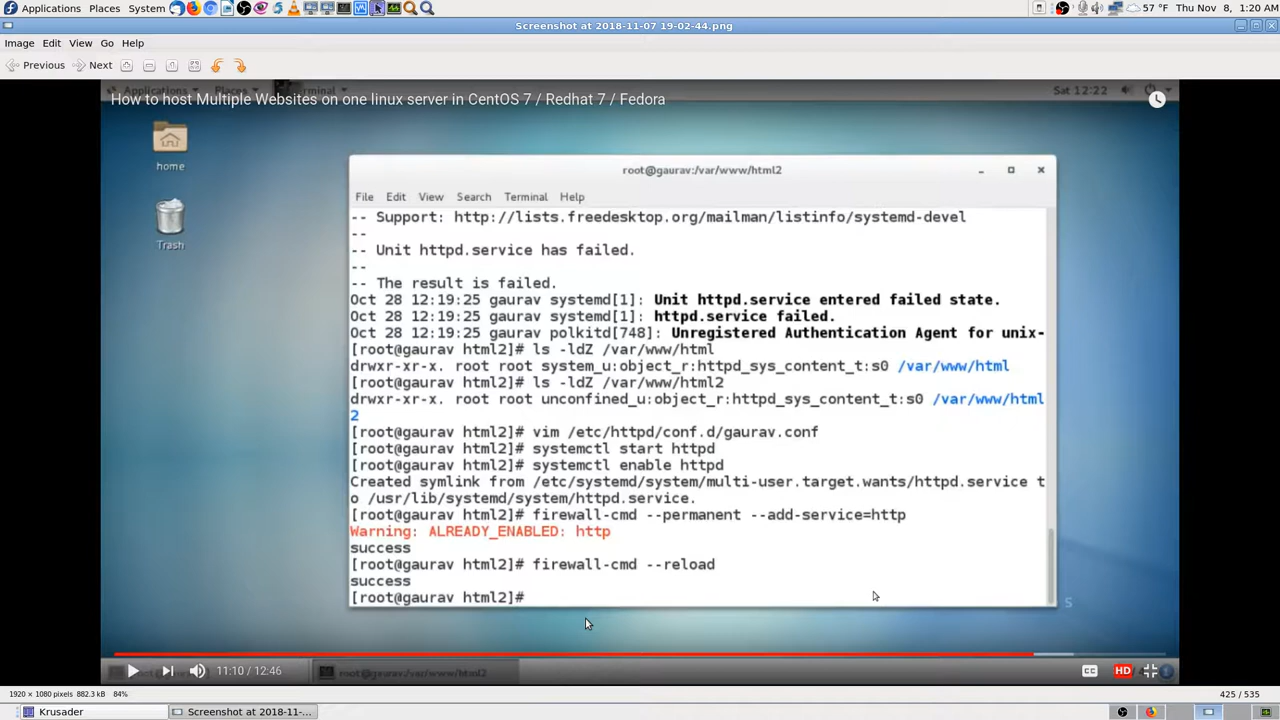 Applications Places System 57 °F Thu Nov 8, 1:20 AM
Screenshot at 2018-11-07 19-02-44.png
Image Edit View Go Help
Previous Next
Applications Places Terminal Sat 12:22
How to host Multiple Websites on one linux server in CentOS 7 / Redhat 7 / Fedora
home
Trash
root@gaurav:/var/www/html2
File Edit View Search Terminal Help
-- Support: http://lists.freedesktop.org/mailman/listinfo/systemd-devel
--
-- Unit httpd.service has failed.
--
-- The result is failed.
Oct 28 12:19:25 gaurav systemd[1]: Unit httpd.service entered failed state.
Oct 28 12:19:25 gaurav systemd[1]: httpd.service failed.
Oct 28 12:19:25 gaurav polkitd[748]: Unregistered Authentication Agent for unix-
[root@gaurav html2]# ls -ldZ /var/www/html
drwxr-xr-x. root root system_u:object_r:httpd_sys_content_t:s0 /var/www/html
[root@gaurav html2]# ls -ldZ /var/www/html2
drwxr-xr-x. root root unconfined_u:object_r:httpd_sys_content_t:s0 /var/www/html
2
[root@gaurav html2]# vim /etc/httpd/conf.d/gaurav.conf
[root@gaurav html2]# systemctl start httpd
[root@gaurav html2]# systemctl enable httpd
Created symlink from /etc/systemd/system/multi-user.target.wants/httpd.service t
o /usr/lib/systemd/system/httpd.service.
[root@gaurav html2]# firewall-cmd --permanent --add-service=http
Warning: ALREADY_ENABLED: http
success
[root@gaurav html2]# firewall-cmd --reload
success
[root@gaurav html2]#
S
11:10 / 12:46 root@gaurav:/var/www/html2 CC HD
1920 × 1080 pixels 882.3 kB 84% 425 / 535
Krusader Screenshot at 2018-11-...